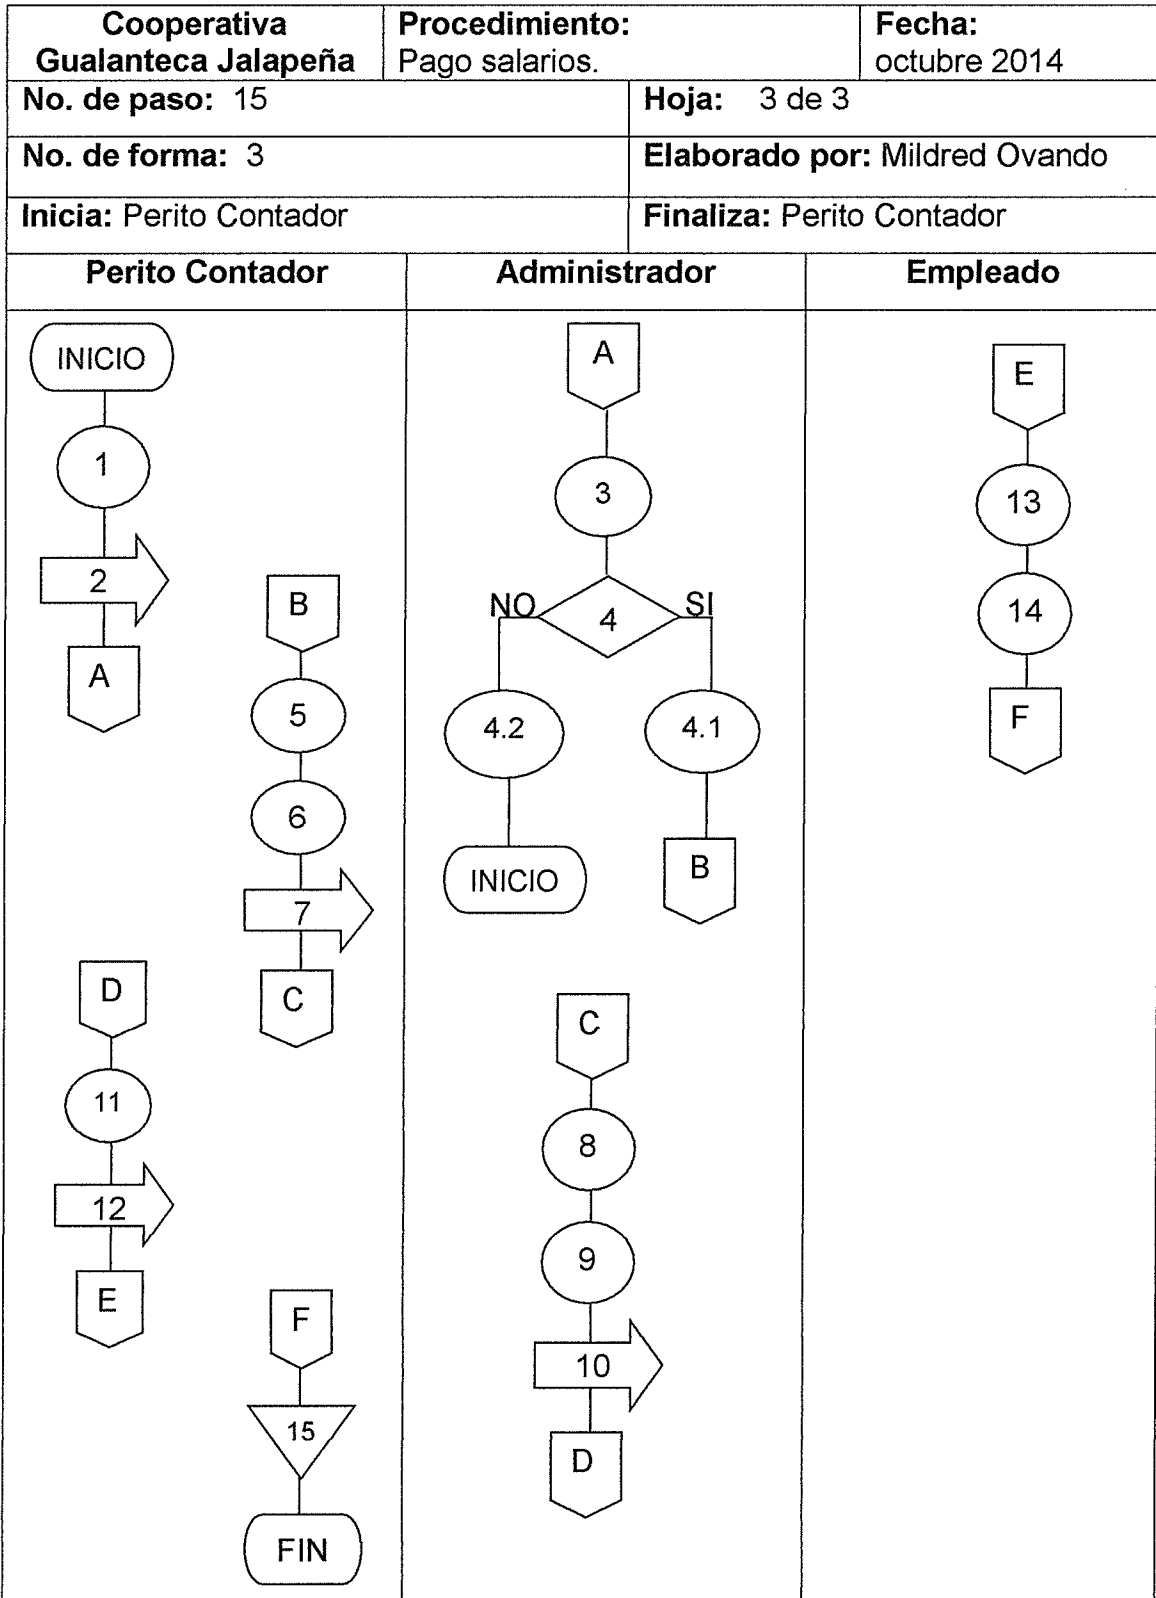 Cooperativa
Gualanteca Jalapeña
Procedimiento:
Pago salarios.
Fecha:
octubre 2014
No. de paso: 15
Hoja: 3 de 3
No. de forma: 3
Elaborado por: Mildred Ovando
Inicia: Perito Contador
Finaliza: Perito Contador
Perito Contador
Administrador
Empleado
INICIO
1
2
A
B
5
6
7
C
D
11
12
E
F
15
FIN
A
3
NO
4
SI
4.2
4.1
INICIO
B
C
8
9
10
D
E
13
14
F